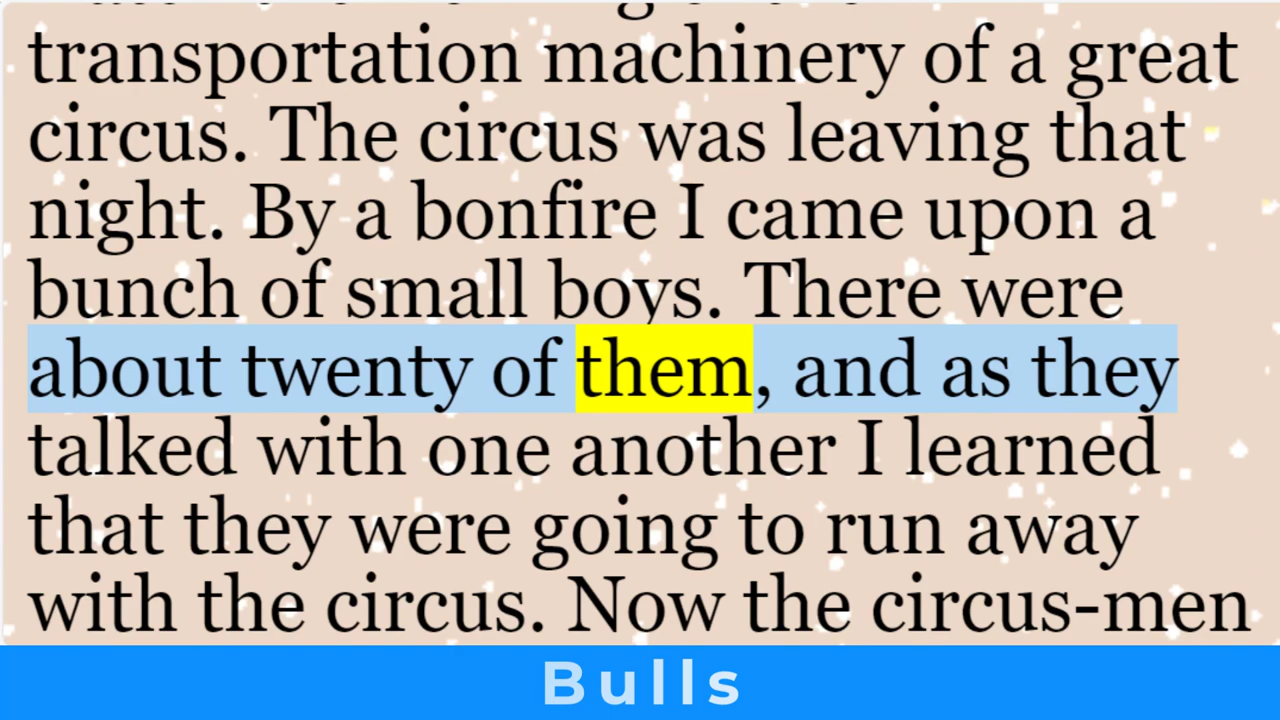 transportation machinery of a great
circus. The circus was leaving that
night. By a bonfire I came upon a
bunch of small boys. There were
about twenty of them, and as they
talked with one another I learned
that they were going to run away
with the circus. Now the circus-men
Bulls